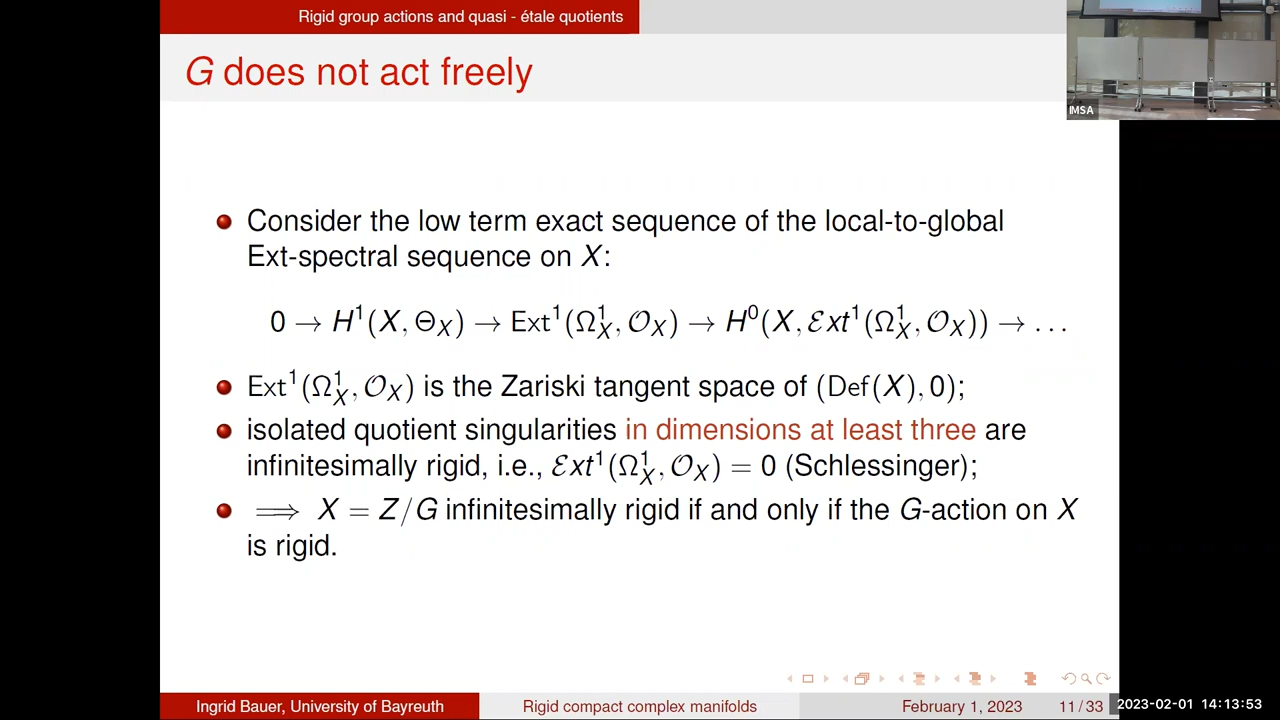 Rigid group actions and quasi - étale quotients
G does not act freely
IMSA
Consider the low term exact sequence of the local-to-global
Ext-spectral sequence on X:
0 → H¹(X, Θ_X) → Ext¹(Ω¹_X, 𝒪_X) → H⁰(X, ℰxt¹(Ω¹_X, 𝒪_X)) → …
Ext¹(Ω¹_X, 𝒪_X) is the Zariski tangent space of (Def(X), 0);
isolated quotient singularities in dimensions at least three are
infinitesimally rigid, i.e., ℰxt¹(Ω¹_X, 𝒪_X) = 0 (Schlessinger);
⟹ X = Z/G infinitesimally rigid if and only if the G-action on X
is rigid.
Ingrid Bauer, University of Bayreuth
Rigid compact complex manifolds
February 1, 2023
11 / 33
2023-02-01 14:13:53